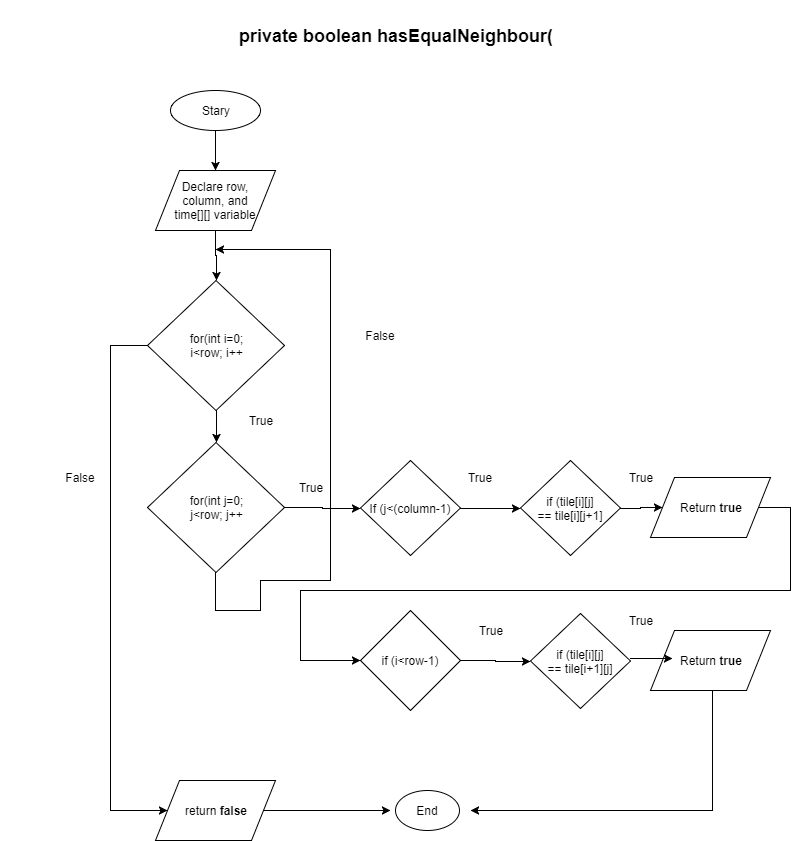 private boolean hasEqualNeighbour(
Stary
Declare row,
column, and
time[][] variable
for(int i=0;
i<row; i++
False
True
False
for(int j=0;
j<row; j++
True
If (j<(column-1)
True
if (tile[i][j]
== tile[i][j+1]
True
Return true
if (i<row-1)
True
if (tile[i][j]
== tile[i+1][j]
True
Return true
return false
End